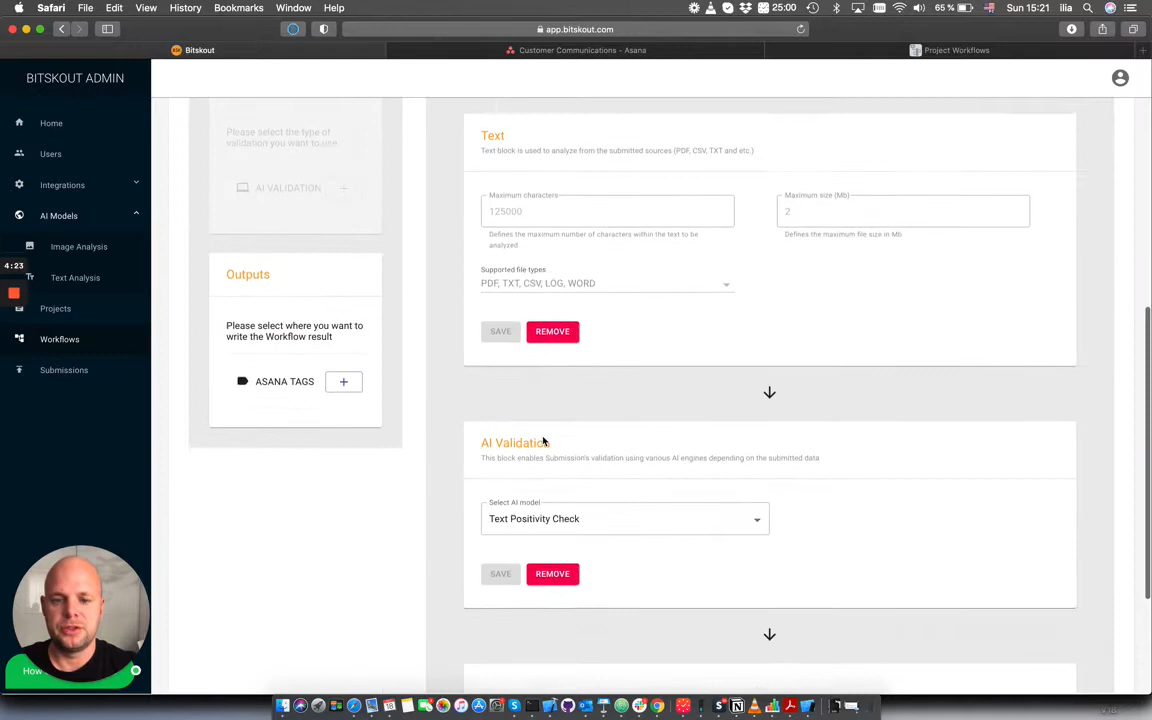 Safari File Edit View History Bookmarks Window Help 25:00 65 % Sun 15:21 ilia
app.bitskout.com
Bitskout Customer Communications - Asana Project Workflows
BITSKOUT ADMIN
Home
Users
Integrations
AI Models
Image Analysis
Text Analysis
Projects
Workflows
Submissions
4:23
How
Please select the type of
validation you want to use
AI VALIDATION +
Outputs
Please select where you want to
write the Workflow result
ASANA TAGS +
Text
Text block is used to analyze from the submitted sources (PDF, CSV, TXT and etc.)
Maximum characters
125000
Defines the maximum number of characters within the text to be
analyzed.
Maximum size (Mb)
2
Defines the maximum file size in Mb.
Supported file types
PDF, TXT, CSV, LOG, WORD
SAVE REMOVE
AI Validation
This block enables Submission's validation using various AI engines depending on the submitted data
Select AI model
Text Positivity Check
SAVE REMOVE